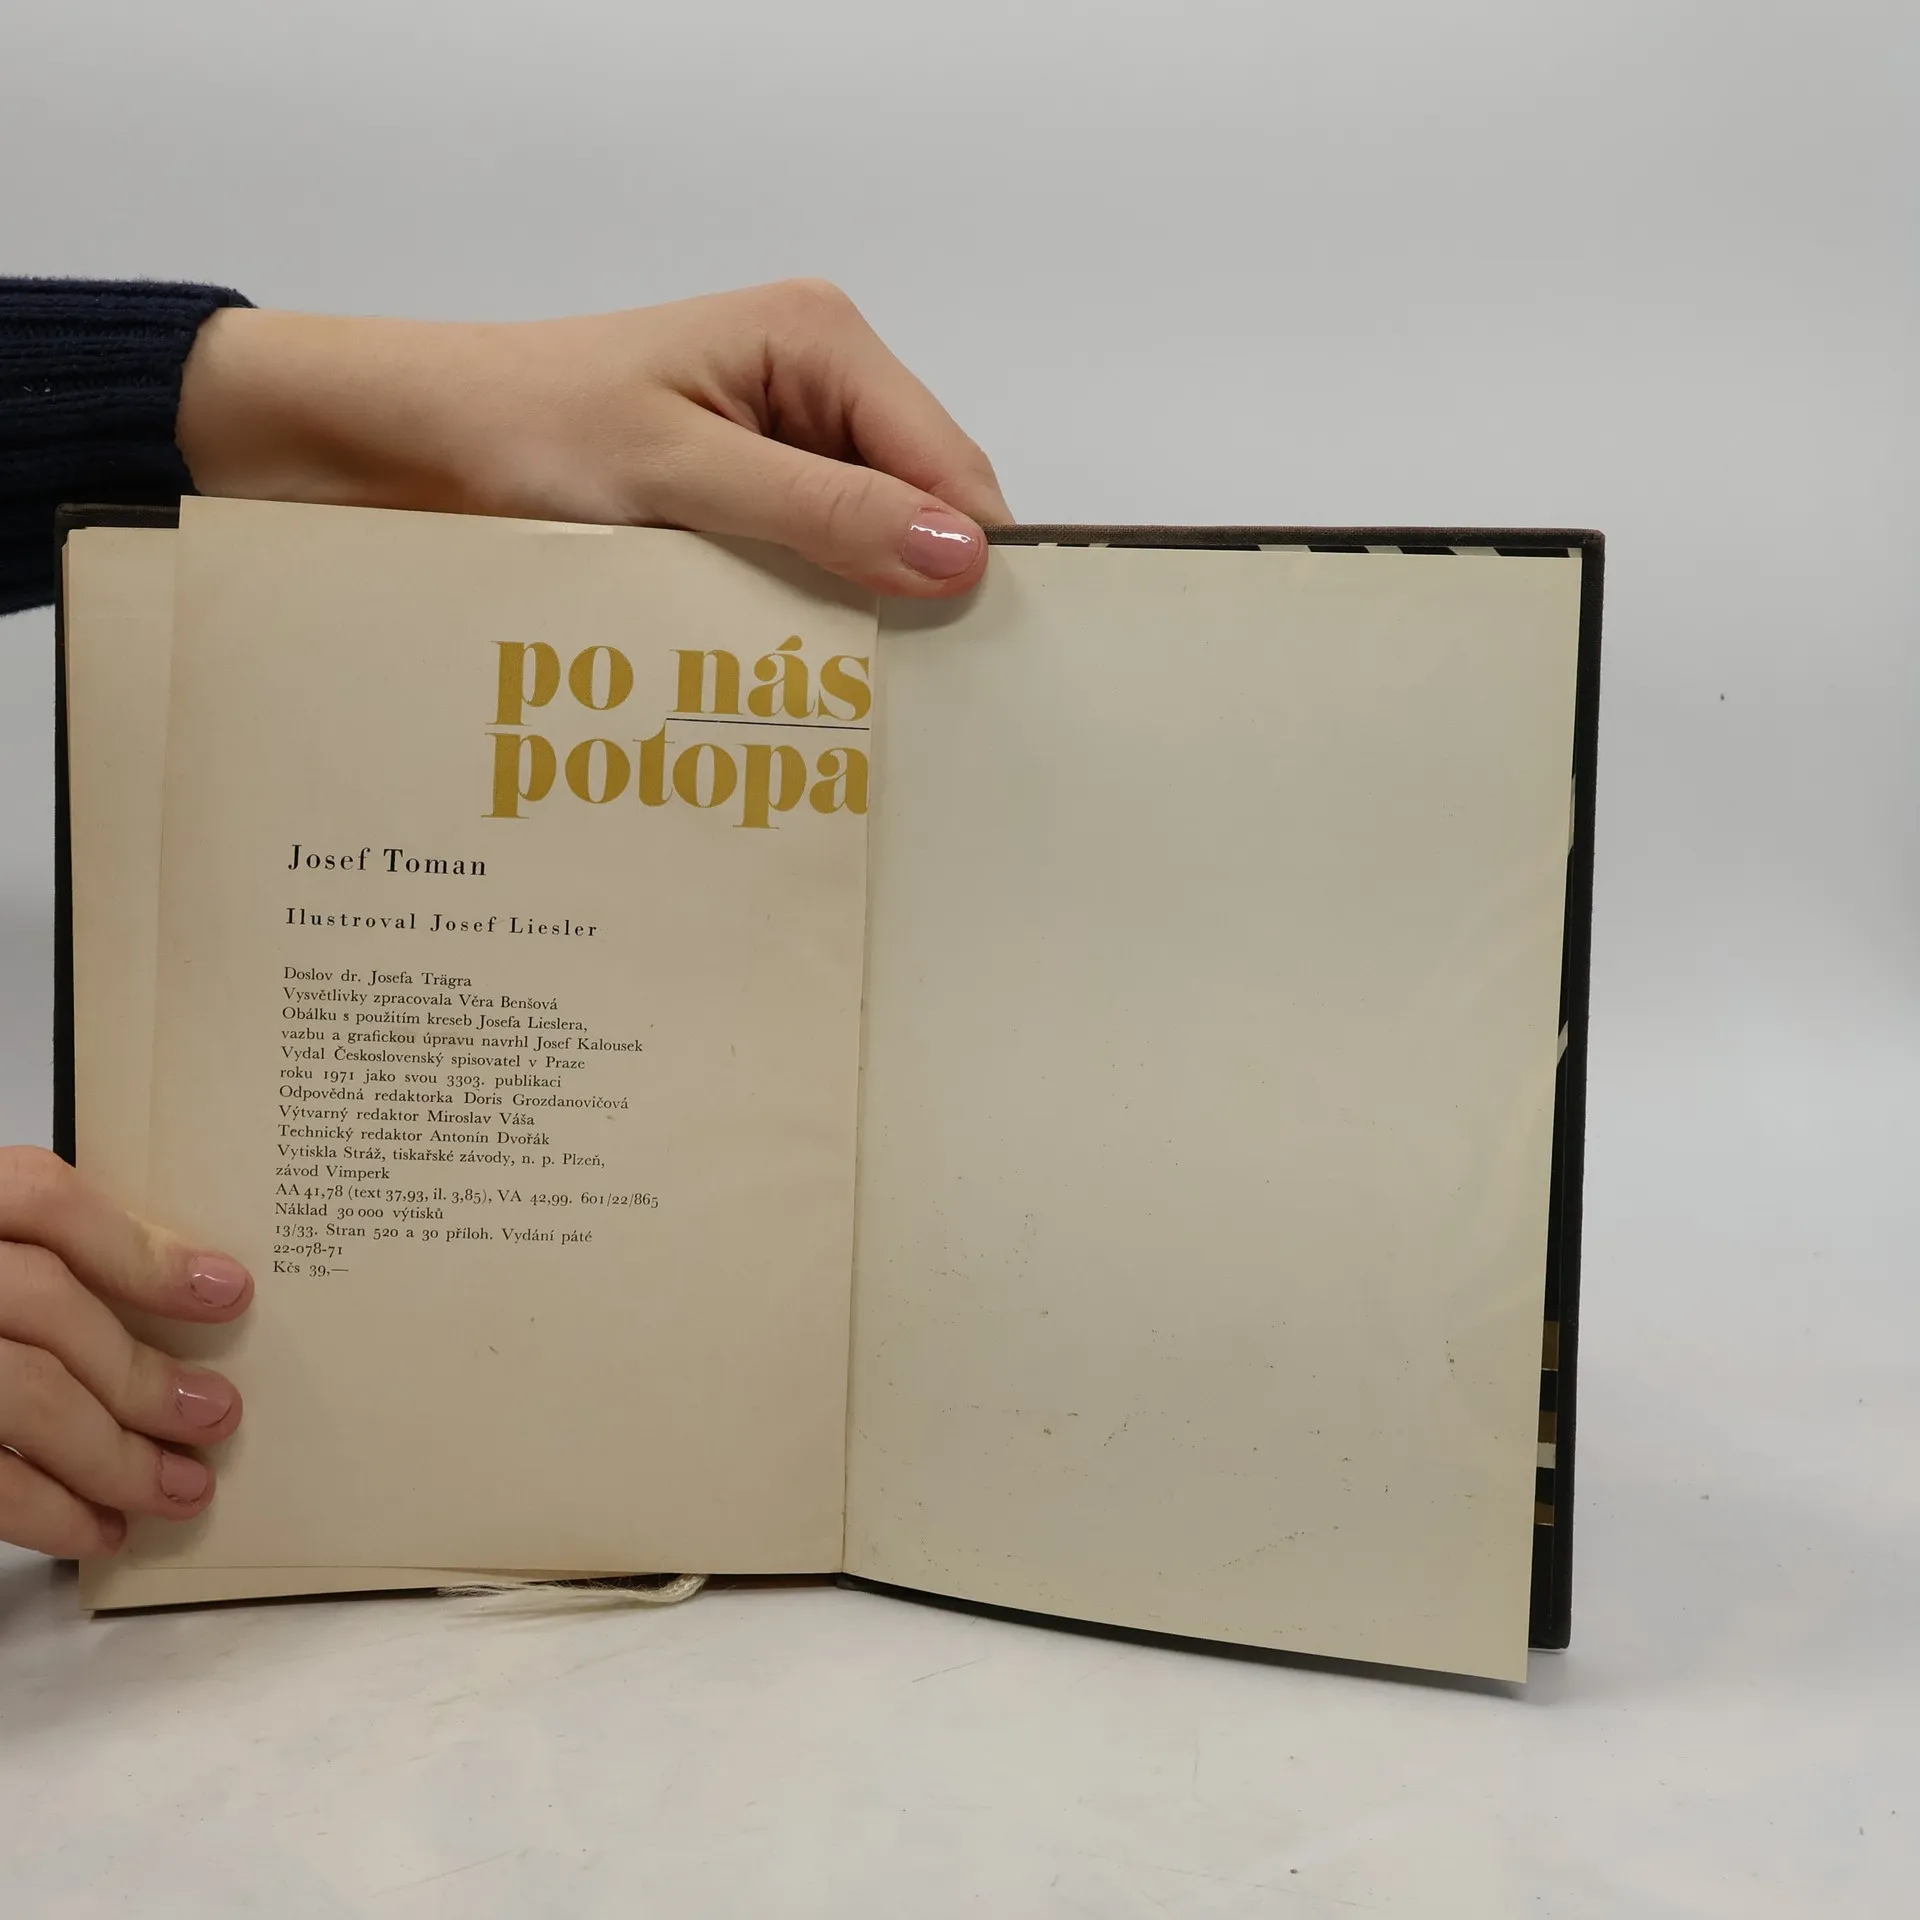 po nás
potopa
Josef Toman
Ilustroval Josef Liesler
Doslov dr. Josefa Trägra
Vysvětlivky zpracovala Věra Benšová
Obálku s použitím kreseb Josefa Lieslera,
vazbu a grafickou úpravu navrhl Josef Kalousek
Vydal Československý spisovatel v Praze
roku 1971 jako svou 3303. publikaci
Odpovědná redaktorka Doris Grozdanovičová
Výtvarný redaktor Miroslav Váša
Technický redaktor Antonín Dvořák
Vytiskla Stráž, tiskařské závody, n. p. Plzeň,
závod Vimperk
AA 41,78 (text 37,93, il. 3,85), VA 42,99. 601/22/865
Náklad 30 000 výtisků
13/33. Stran 520 a 30 příloh. Vydání páté
22-078-71
Kčs 39,—